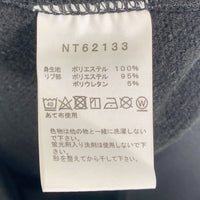 NT62133
身生地 ポリエステル 100%
リブ部 ポリエステル 95%
ポリウレタン 5%
あて布使用
色物は他の物と一緒に洗濯しない
で下さい。
蛍光剤入り洗剤は使用しないで
下さい。
形を整えてから干して下さい。